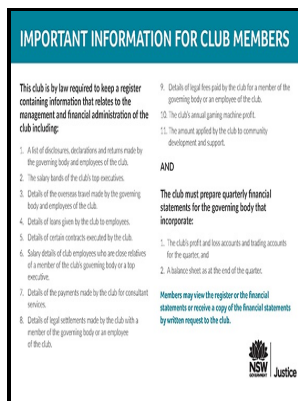 IMPORTANT INFORMATION FOR CLUB MEMBERS
This club is by law required to keep a register
containing information that relates to the
management and financial administration of the
club including:
1. A list of disclosures, declarations and returns made by
the governing body and employees of the club.
2. The salary bands of the club's top executives.
3. Details of the overseas travel made by the governing
body and employees of the club.
4. Details of loans given by the club to employees.
5. Details of certain contracts executed by the club.
6. Salary details of club employees who are close relatives
of a member of the club's governing body or a top
executive.
7. Details of the payments made by the club for consultant
services.
8. Details of legal settlements made by the club with a
member of the governing body or an employee
of the club.
9. Details of legal fees paid by the club for a member of the
governing body or an employee of the club.
10. The club's annual gaming machine profit.
11. The amount applied by the club to community
development and support.
AND
The club must prepare quarterly financial
statements for the governing body that
incorporate:
1. The club's profit and loss accounts and trading accounts
for the quarter, and
2. A balance sheet as at the end of the quarter.
Members may view the register or the financial
statements or receive a copy of the financial statements
by written request to the club.
NSW
GOVERNMENT
Justice